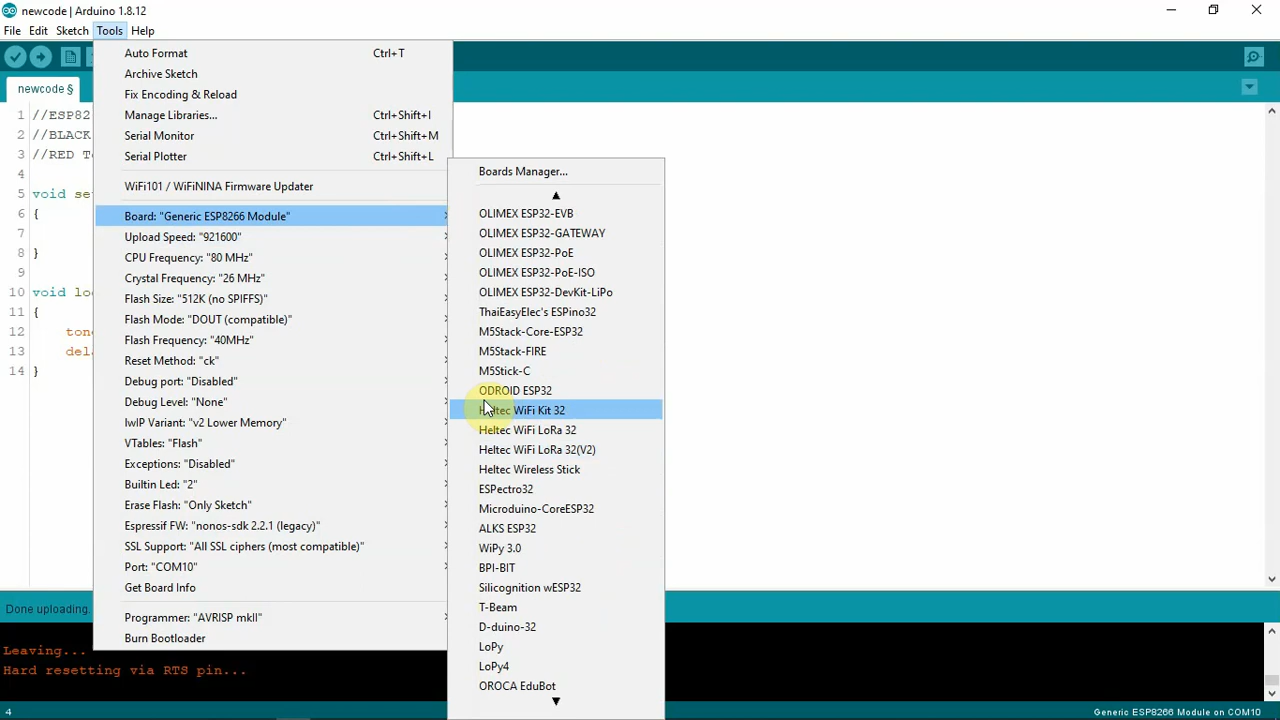 newcode | Arduino 1.8.12
File Edit Sketch Tools Help
newcode §
1 //ESP82
2 //BLACK
3 //RED T
4
5 void se
6 {
7
8 }
9
10 void lo
11 {
12 ton
13 del
14 }
Auto Format Ctrl+T
Archive Sketch
Fix Encoding & Reload
Manage Libraries... Ctrl+Shift+I
Serial Monitor Ctrl+Shift+M
Serial Plotter Ctrl+Shift+L
WiFi101 / WiFiNINA Firmware Updater
Board: "Generic ESP8266 Module"
Upload Speed: "921600"
CPU Frequency: "80 MHz"
Crystal Frequency: "26 MHz"
Flash Size: "512K (no SPIFFS)"
Flash Mode: "DOUT (compatible)"
Flash Frequency: "40MHz"
Reset Method: "ck"
Debug port: "Disabled"
Debug Level: "None"
lwIP Variant: "v2 Lower Memory"
VTables: "Flash"
Exceptions: "Disabled"
Builtin Led: "2"
Erase Flash: "Only Sketch"
Espressif FW: "nonos-sdk 2.2.1 (legacy)"
SSL Support: "All SSL ciphers (most compatible)"
Port: "COM10"
Get Board Info
Programmer: "AVRISP mkII"
Burn Bootloader
Boards Manager...
OLIMEX ESP32-EVB
OLIMEX ESP32-GATEWAY
OLIMEX ESP32-PoE
OLIMEX ESP32-PoE-ISO
OLIMEX ESP32-DevKit-LiPo
ThaiEasyElec's ESPino32
M5Stack-Core-ESP32
M5Stack-FIRE
M5Stick-C
ODROID ESP32
Heltec WiFi Kit 32
Heltec WiFi LoRa 32
Heltec WiFi LoRa 32(V2)
Heltec Wireless Stick
ESPectro32
Microduino-CoreESP32
ALKS ESP32
WiPy 3.0
BPI-BIT
Silicognition wESP32
T-Beam
D-duino-32
LoPy
LoPy4
OROCA EduBot
Done uploading.
Leaving...
Hard resetting via RTS pin...
4
Generic ESP8266 Module on COM10